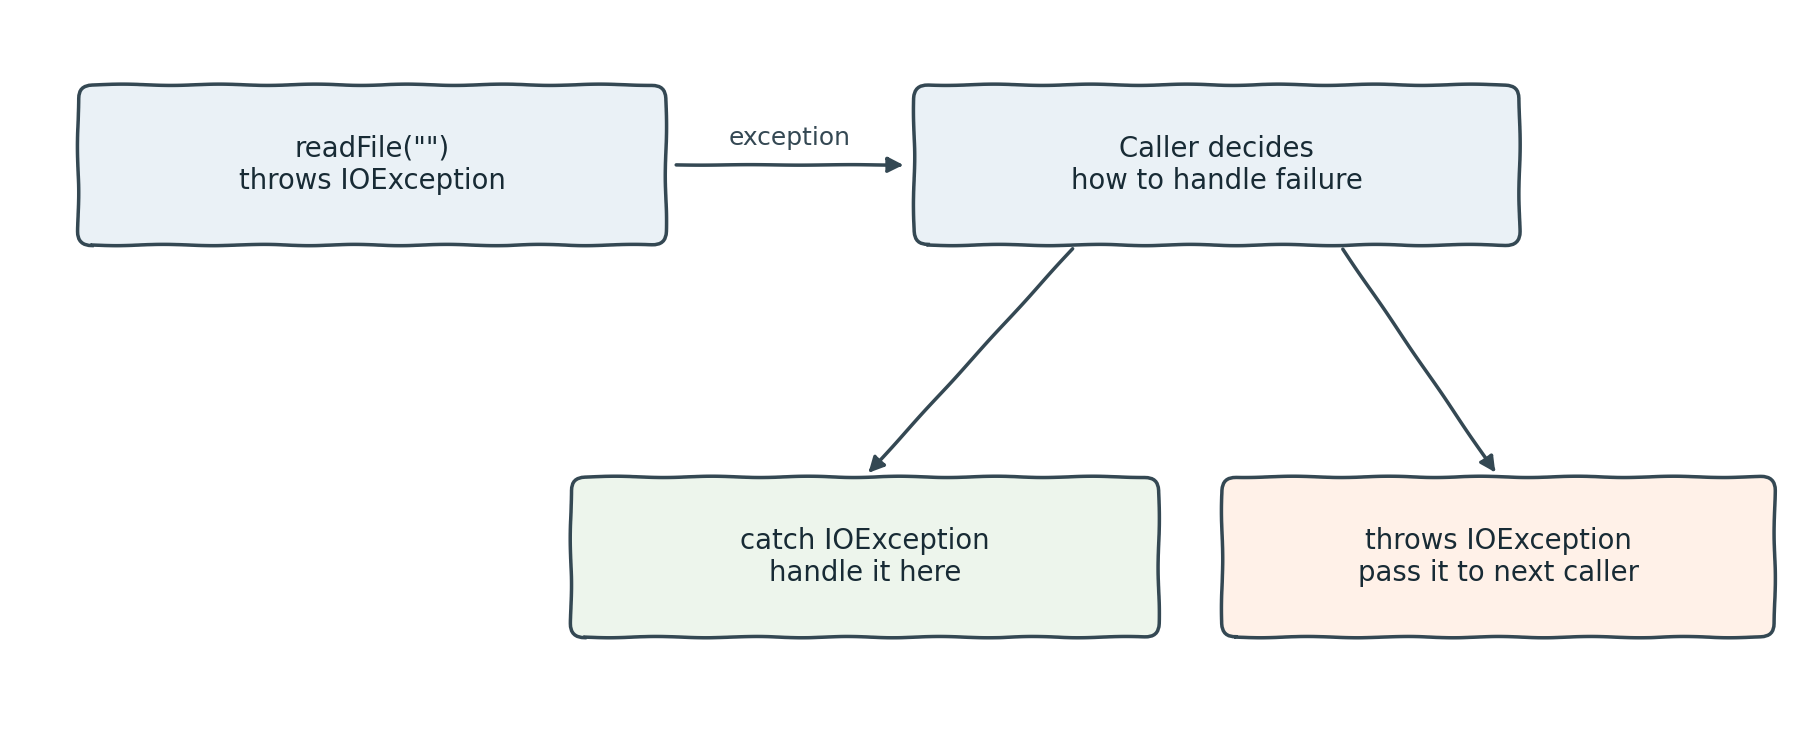 readFile("")
throws IOException
exception
Caller decides
how to handle failure
catch IOException
handle it here
throws IOException
pass it to next caller